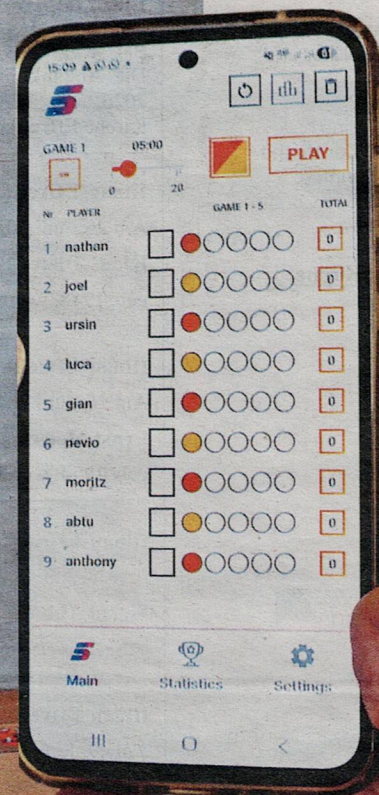 15:09
GAME 1 05:00 PLAY
0 20
Nr PLAYER GAME 1 - 5 TOTAL
1 nathan 0
2 joel 0
3 ursin 0
4 luca 0
5 gian 0
6 nevio 0
7 moritz 0
8 abtu 0
9 anthony 0
Main Statistics Settings